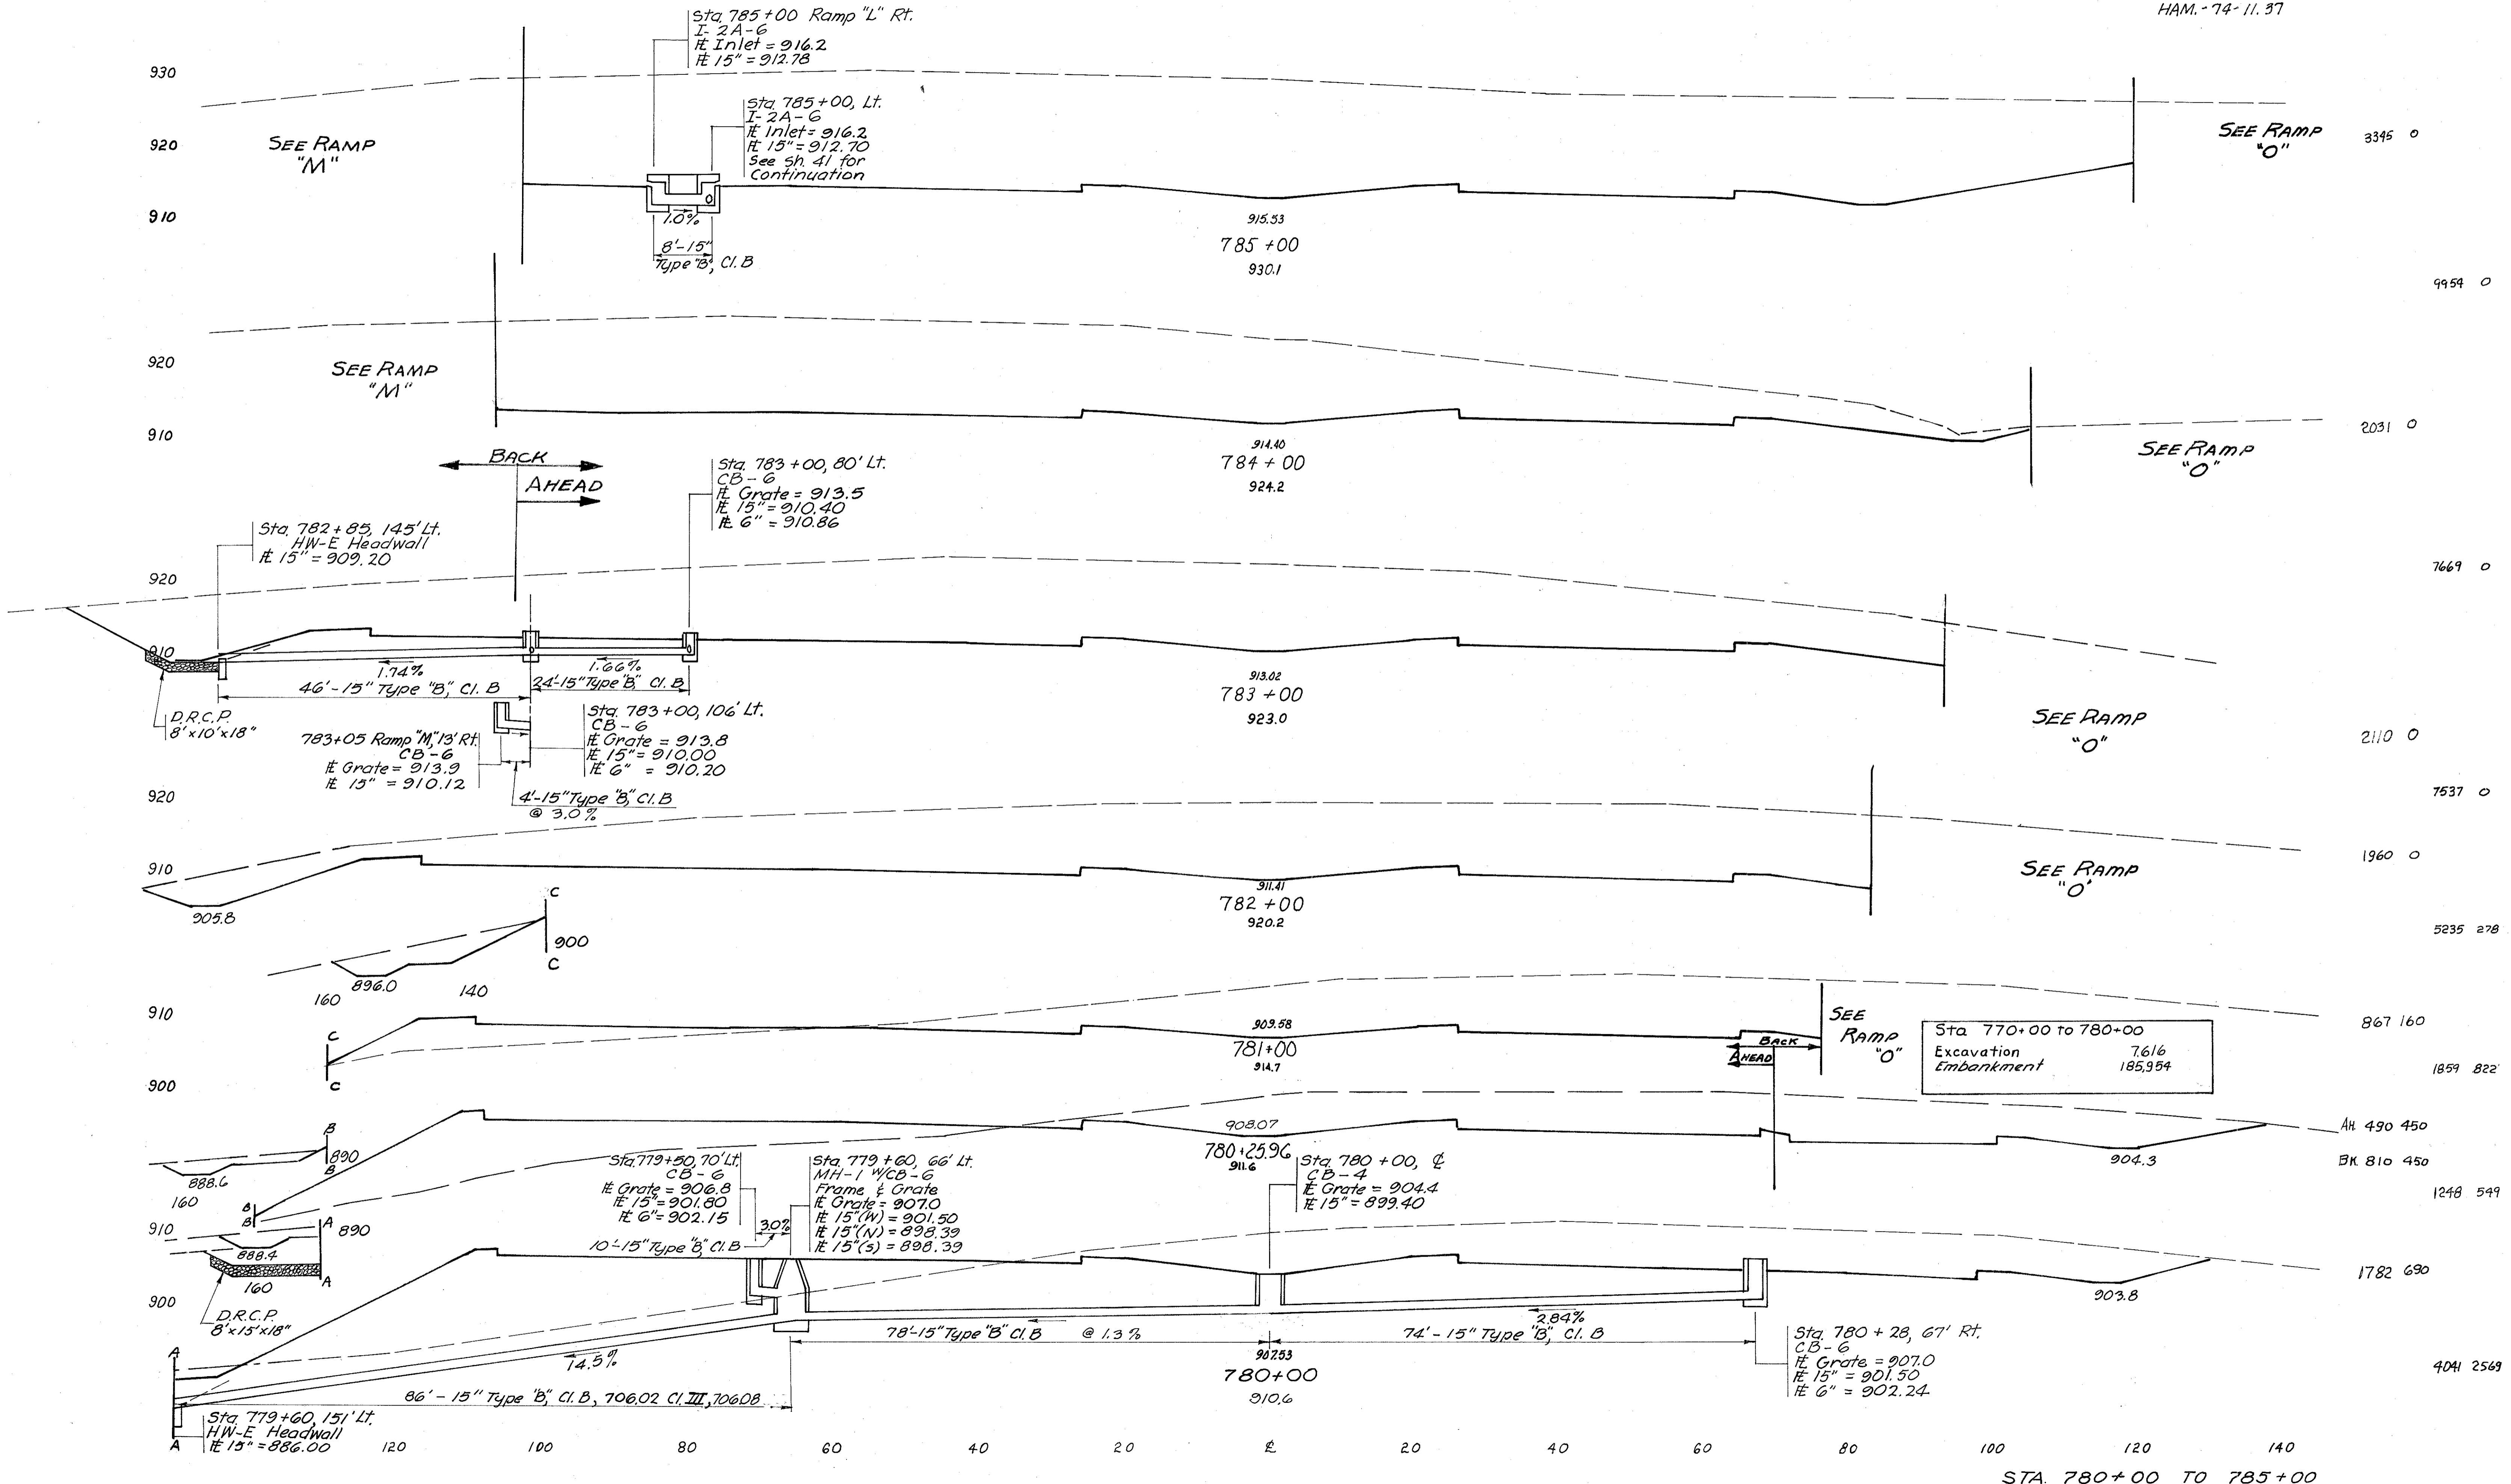 HAM. - 74 - 11. 37
Sta. 785+00 Ramp "L" Rt.
I-2A-6
℄ Inlet = 916.2
℄ 15" = 912.78
930
Sta. 785+00, Lt.
I-2A-6
℄ Inlet = 916.2
℄ 15" = 912.70
See Sh. 41 for
Continuation
SEE RAMP
"M"
920
SEE RAMP
"O"
3345 0
910
1.0%
8'-15"
Type "B", Cl. B
915.53
785 +00
930.1
9954 0
920
SEE RAMP
"M"
910
914.40
784 + 00
924.2
SEE RAMP
"O"
2031 0
BACK
AHEAD
Sta. 783 +00, 80' Lt.
CB-6
℄ Grate = 913.5
℄ 15" = 910.40
℄ 6" = 910.86
Sta. 782+85, 145' Lt.
HW-E Headwall
℄ 15" = 909.20
920
7669 0
910
1.74%
1.66%
46'-15" Type "B", Cl. B
24'-15" Type "B", Cl. B
913.02
783 +00
923.0
D.R.C.P.
8'x10'x18"
783+05 Ramp "M", 13' Rt.
CB-6
℄ Grate = 913.9
℄ 15" = 910.12
Sta. 783+00, 106' Lt.
CB-6
℄ Grate = 913.8
℄ 15" = 910.00
℄ 6" = 910.20
4'-15" Type "B", Cl. B
@ 3.0%
SEE RAMP
"O"
2110 0
920
7537 0
910
905.8
911.41
782 +00
920.2
SEE RAMP
"O"
1960 0
C
900
C
896.0
160
140
5235 278
910
909.58
781+00
914.7
SEE
RAMP
"O"
BACK
AHEAD
Sta 770+00 to 780+00
Excavation 7,616
Embankment 185,954
867 160
C
C
900
1859 822
B
890
B
888.6
160
B
B
908.07
780+25.96
911.6
904.3
AH. 490 450
BK. 810 450
1248 549
Sta. 779+50, 70' Lt.
CB-6
℄ Grate = 906.8
℄ 15" = 901.80
℄ 6" = 902.15
3.0%
10'-15" Type "B", Cl. B
Sta. 779 +60, 66' Lt.
MH-1 W/CB-6
Frame & Grate
℄ Grate = 907.0
℄ 15" (W) = 901.50
℄ 15" (N) = 898.39
℄ 15" (S) = 898.39
Sta. 780 +00, ℄
CB-4
℄ Grate = 904.4
℄ 15" = 899.40
910
A
890
888.4
A
160
900
D.R.C.P.
8'x15'x18"
903.8
1782 690
78'-15" Type "B" Cl. B @ 1.3%
2.84%
74'-15" Type "B", Cl. B
14.5%
86'-15" Type "B", Cl. B, 706.02 Cl. III, 706.08
907.53
780+00
910.6
Sta. 780 + 28, 67' Rt.
CB-6
℄ Grate = 907.0
℄ 15" = 901.50
℄ 6" = 902.24
4041 2569
A
A
Sta. 779+60, 151' Lt.
HW-E Headwall
℄ 15" = 886.00
120 100 80 60 40 20 ℄ 20 40 60 80 100 120 140
STA. 780+00 TO 785+00